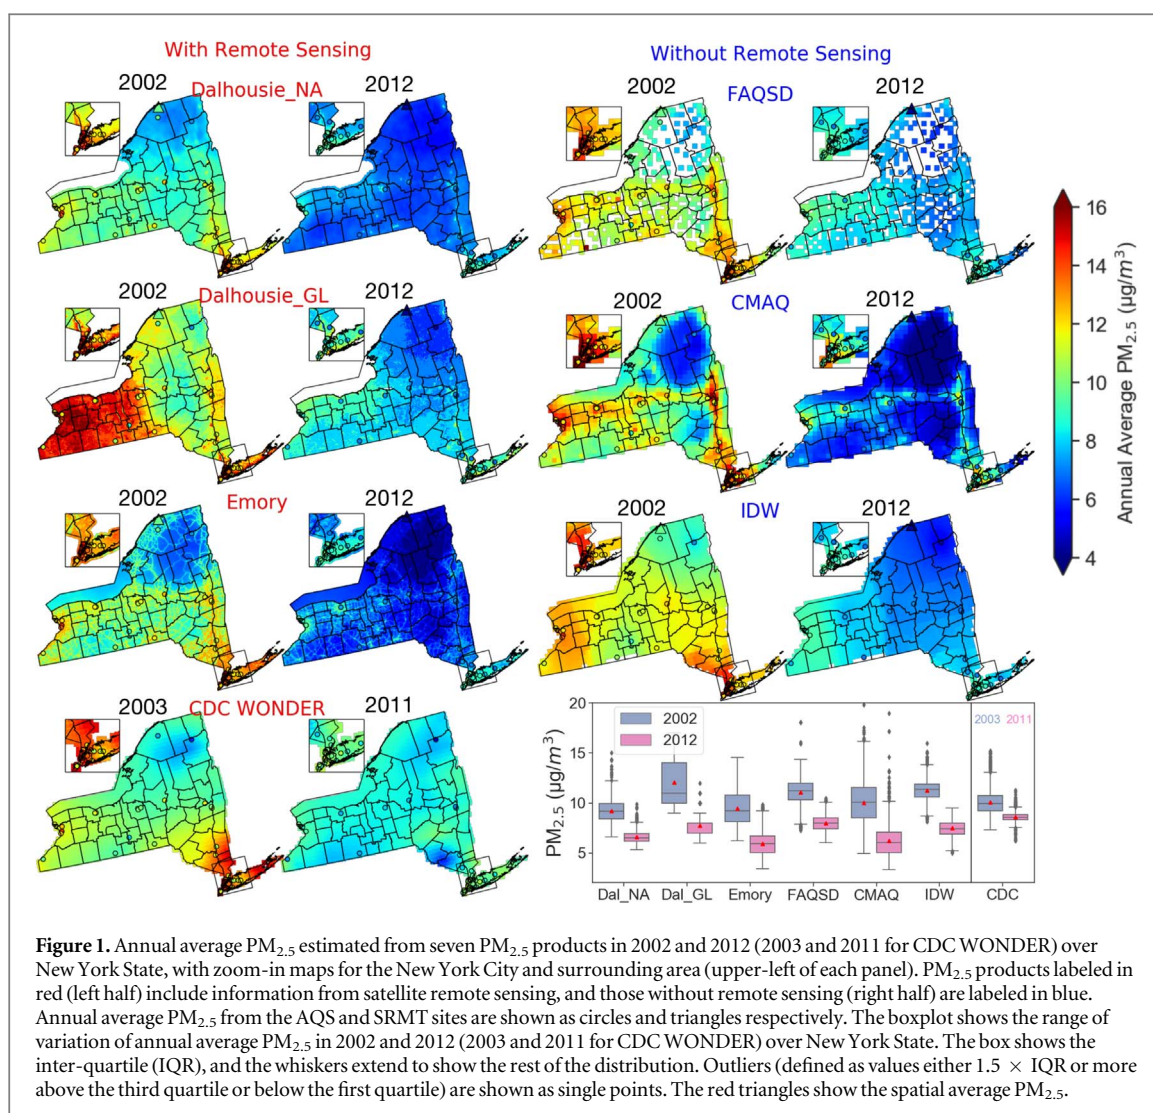 With Remote Sensing
Without Remote Sensing
2002
Dalhousie_NA
2012
2002
FAQSD
2012
2002
Dalhousie_GL
2012
2002
CMAQ
2012
2002
Emory
2012
2002
IDW
2012
2003
CDC WONDER
2011
16
14
12
10
8
6
4
Annual Average PM2.5 (μg/m³)
20
15
10
5
PM2.5 (μg/m³)
2002
2012
2003 2011
Dal_NA Dal_GL Emory FAQSD CMAQ IDW CDC
Figure 1. Annual average PM2.5 estimated from seven PM2.5 products in 2002 and 2012 (2003 and 2011 for CDC WONDER) over
New York State, with zoom-in maps for the New York City and surrounding area (upper-left of each panel). PM2.5 products labeled in
red (left half) include information from satellite remote sensing, and those without remote sensing (right half) are labeled in blue.
Annual average PM2.5 from the AQS and SRMT sites are shown as circles and triangles respectively. The boxplot shows the range of
variation of annual average PM2.5 in 2002 and 2012 (2003 and 2011 for CDC WONDER) over New York State. The box shows the
inter-quartile (IQR), and the whiskers extend to show the rest of the distribution. Outliers (defined as values either 1.5 × IQR or more
above the third quartile or below the first quartile) are shown as single points. The red triangles show the spatial average PM2.5.